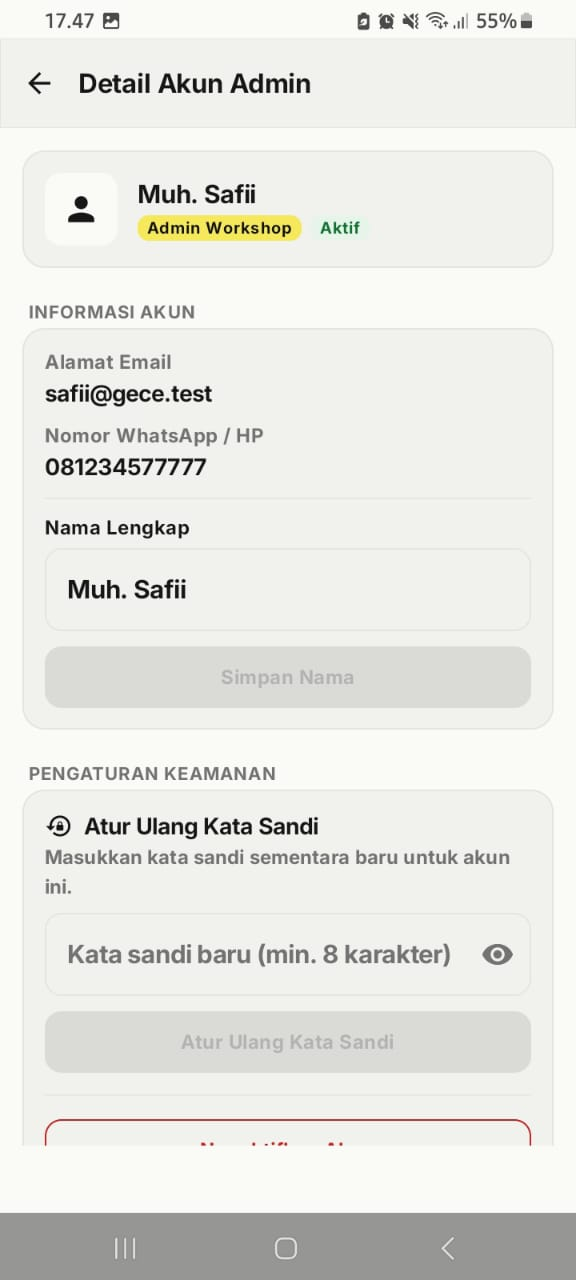 17.47
55%
Detail Akun Admin
Muh. Safii
Admin Workshop
Aktif
INFORMASI AKUN
Alamat Email
safii@gece.test
Nomor WhatsApp / HP
081234577777
Nama Lengkap
Muh. Safii
Simpan Nama
PENGATURAN KEAMANAN
Atur Ulang Kata Sandi
Masukkan kata sandi sementara baru untuk akun
ini.
Kata sandi baru (min. 8 karakter)
Atur Ulang Kata Sandi